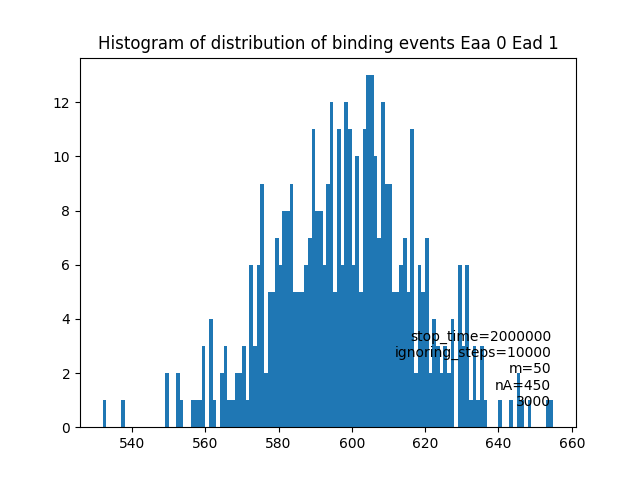 Histogram of distribution of binding events Eaa 0 Ead 1
12
10
8
6
4
2
0
stop_time=2000000
ignoring_steps=10000
m=50
nA=450
3000
540 560 580 600 620 640 660